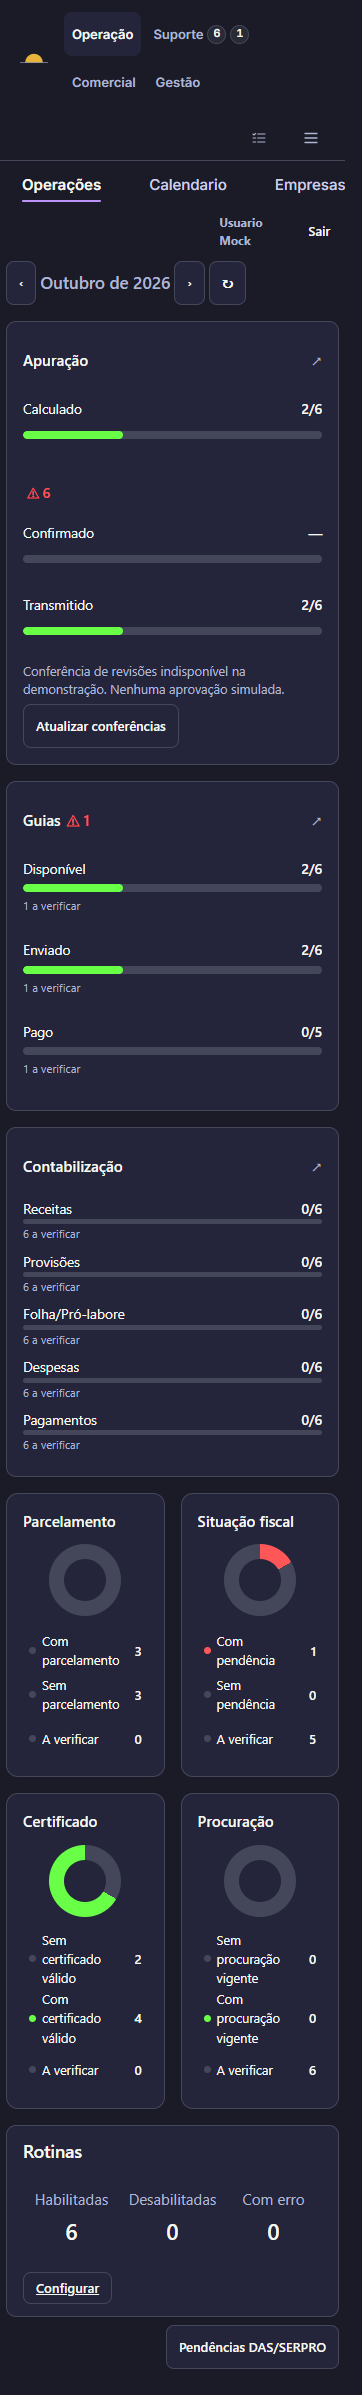 Operação
Suporte 6 1
Comercial
Gestão
Operações
Calendario
Empresas
Usuario
Mock
Sair
‹ Outubro de 2026 › ↻
Apuração ↗
Calculado 2/6
⚠ 6
Confirmado —
Transmitido 2/6
Conferência de revisões indisponível na
demonstração. Nenhuma aprovação simulada.
Atualizar conferências
Guias ⚠ 1 ↗
Disponível 2/6
1 a verificar
Enviado 2/6
1 a verificar
Pago 0/5
1 a verificar
Contabilização ↗
Receitas 0/6
6 a verificar
Provisões 0/6
6 a verificar
Folha/Pró-labore 0/6
6 a verificar
Despesas 0/6
6 a verificar
Pagamentos 0/6
6 a verificar
Parcelamento
Com
parcelamento 3
Sem
parcelamento 3
A verificar 0
Situação fiscal
Com
pendência 1
Sem
pendência 0
A verificar 5
Certificado
Sem
certificado 2
válido
Com
certificado 4
válido
A verificar 0
Procuração
Sem
procuração 0
vigente
Com
procuração 0
vigente
A verificar 6
Rotinas
Habilitadas Desabilitadas Com erro
6 0 0
Configurar
Pendências DAS/SERPRO